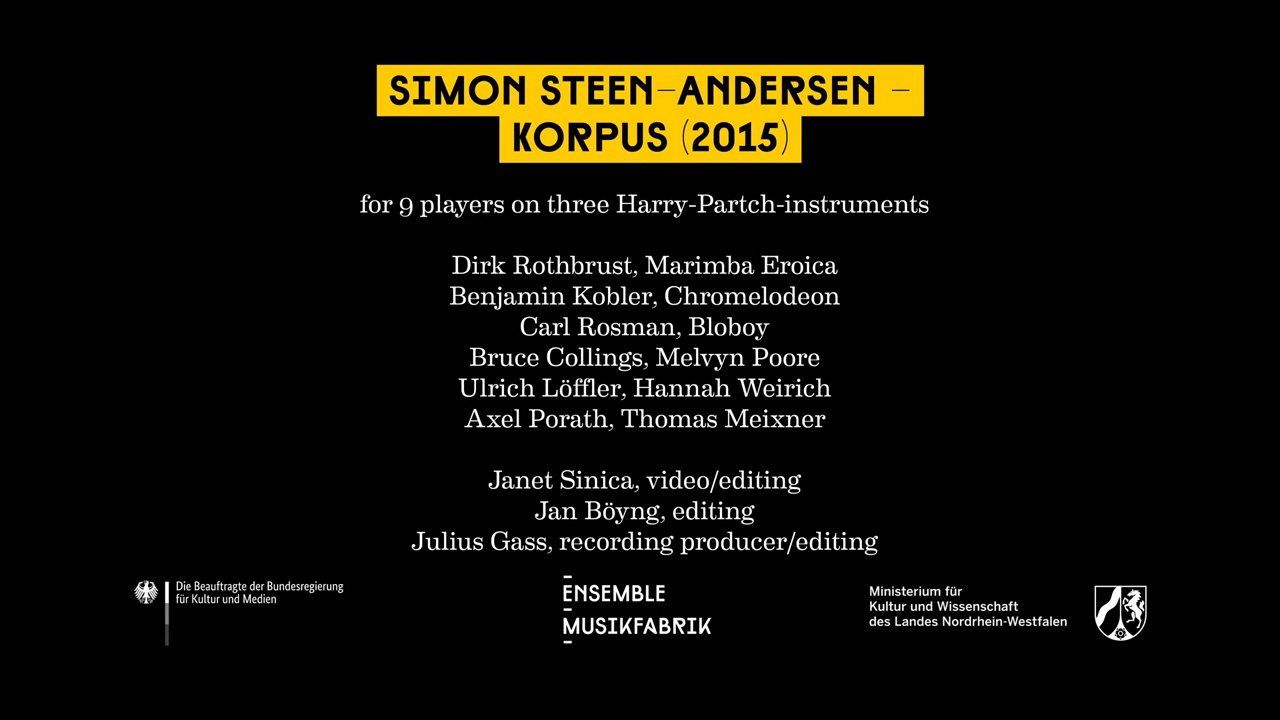 SIMON STEEN–ANDERSEN –
KORPUS (2015)
for 9 players on three Harry-Partch-instruments
Dirk Rothbrust, Marimba Eroica
Benjamin Kobler, Chromelodeon
Carl Rosman, Bloboy
Bruce Collings, Melvyn Poore
Ulrich Löffler, Hannah Weirich
Axel Porath, Thomas Meixner
Janet Sinica, video/editing
Jan Böyng, editing
Julius Gass, recording producer/editing
Die Beauftragte der Bundesregierung
für Kultur und Medien
ENSEMBLE
MUSIKFABRIK
Ministerium für
Kultur und Wissenschaft
des Landes Nordrhein-Westfalen